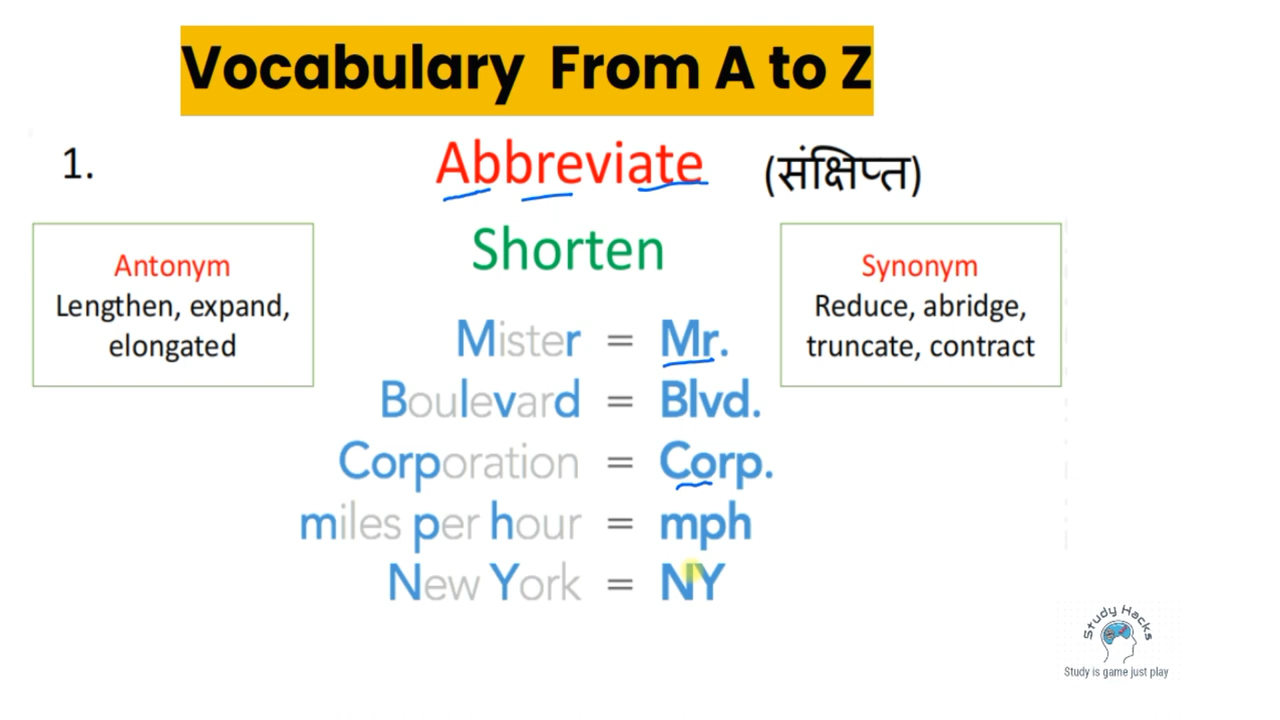 Vocabulary From A to Z
1.
Abbreviate (संक्षिप्त)
Antonym
Lengthen, expand,
elongated
Shorten
Synonym
Reduce, abridge,
truncate, contract
Mister = Mr.
Boulevard = Blvd.
Corporation = Corp.
miles per hour = mph
New York = NY
Study Hacks
Study is game just play